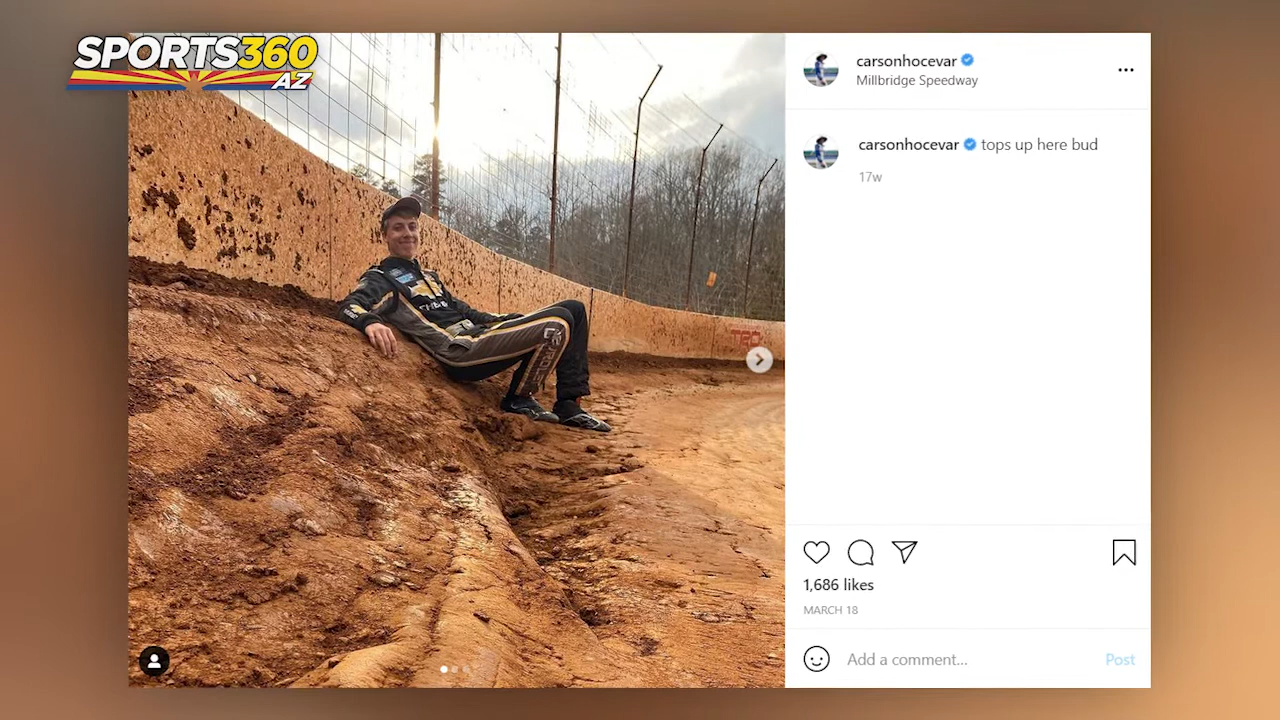 SPORTS360
AZ
carsonhocevar
Millbridge Speedway
carsonhocevar tops up here bud
17w
TRD
1,686 likes
MARCH 18
Add a comment...
Post